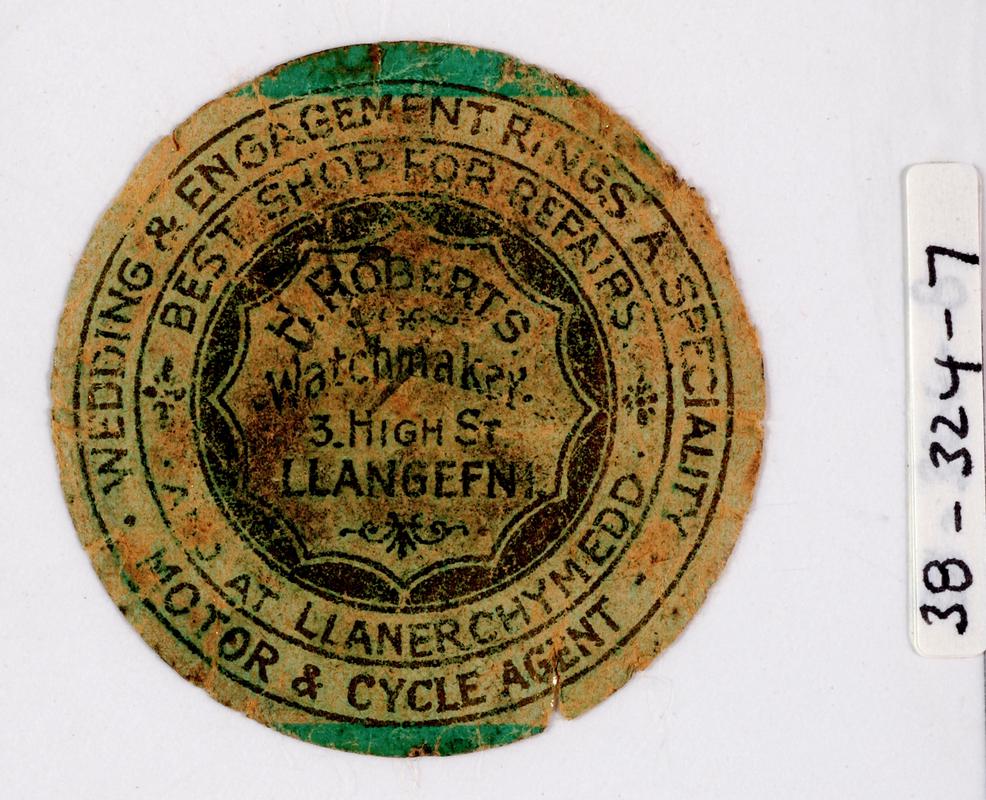 WEDDING & ENGAGEMENT RINGS A SPECIALITY
MOTOR & CYCLE AGENT
BEST SHOP FOR REPAIRS.
AT LLANERCHYMEDD
ROBERTS
Watchmaker.
3. HIGH ST
LLANGEFNI.
38-324-7